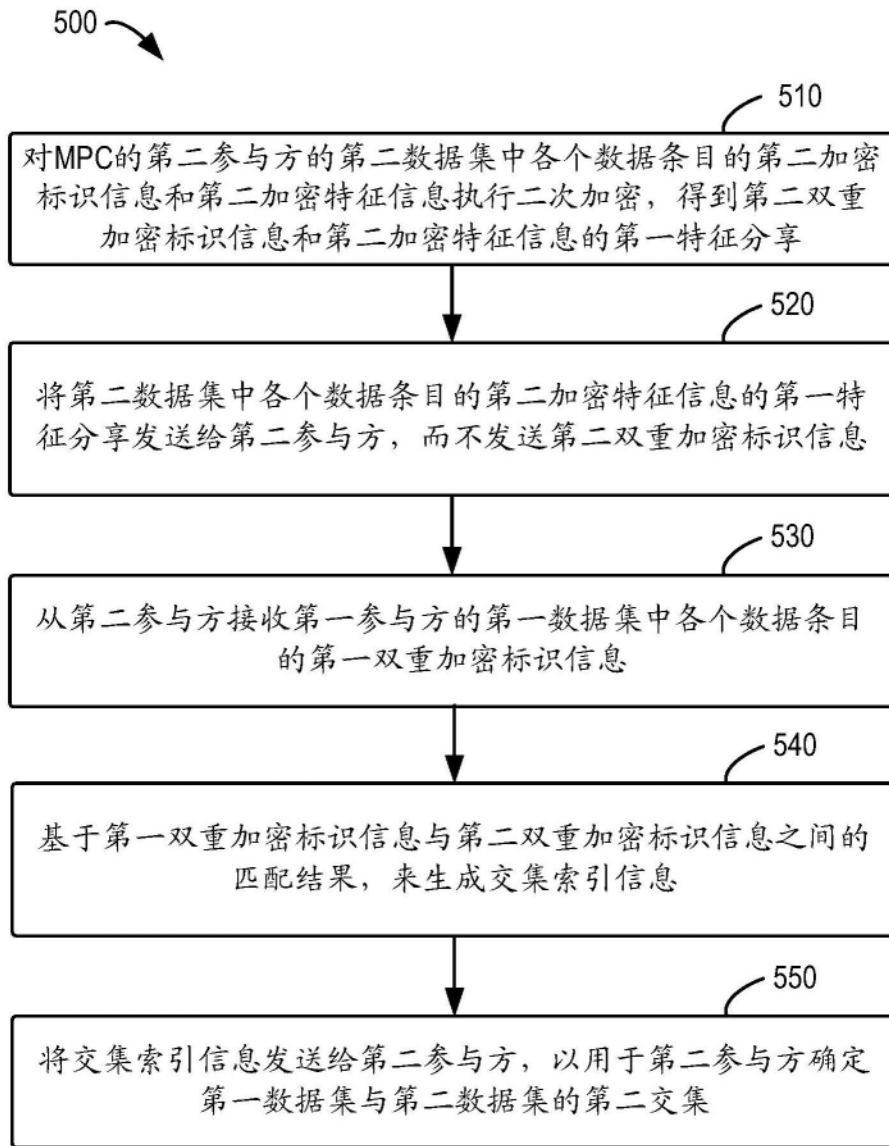 500
510
对MPC的第二参与方的第二数据集中各个数据条目的第二加密
标识信息和第二加密特征信息执行二次加密，得到第二双重
加密标识信息和第二加密特征信息的第一特征分享
520
将第二数据集中各个数据条目的第二加密特征信息的第一特
征分享发送给第二参与方，而不发送第二双重加密标识信息
530
从第二参与方接收第一参与方的第一数据集中各个数据条目
的第一双重加密标识信息
540
基于第一双重加密标识信息与第二双重加密标识信息之间的
匹配结果，来生成交集索引信息
550
将交集索引信息发送给第二参与方，以用于第二参与方确定
第一数据集与第二数据集的第二交集